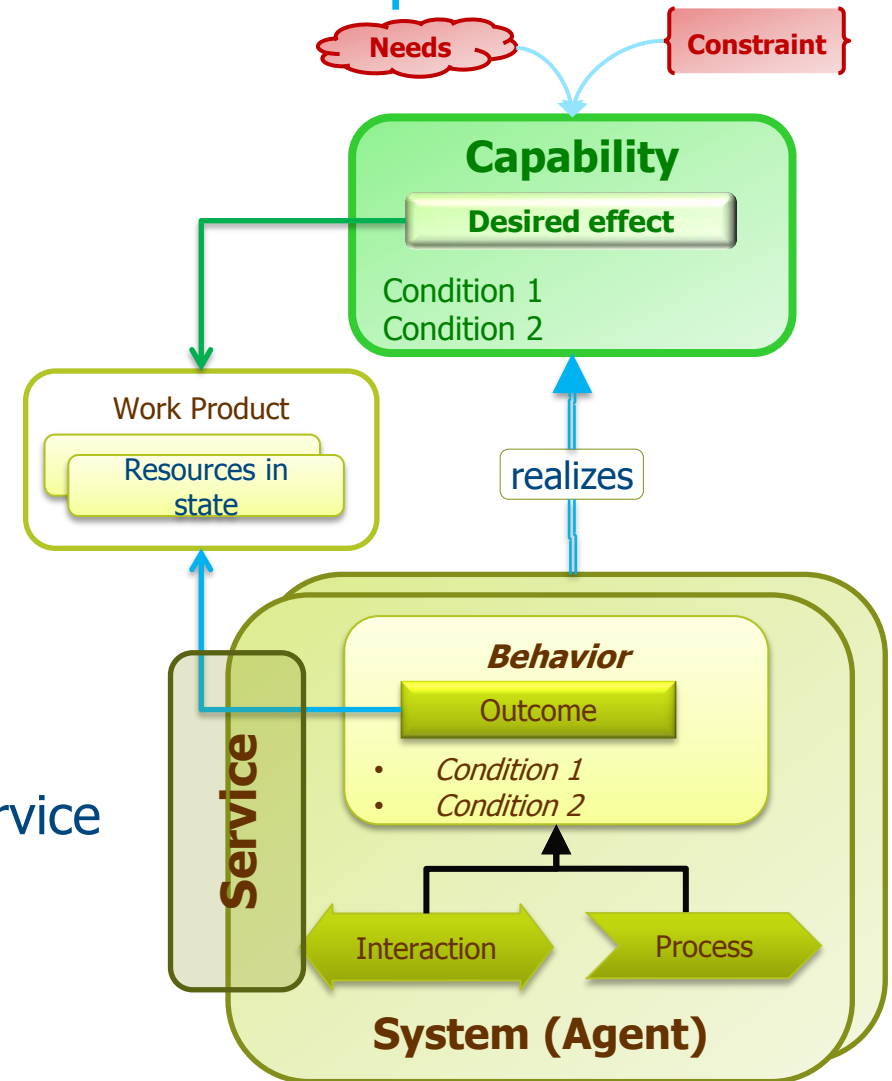 Needs
Constraint
Capability
Desired effect
Condition 1
Condition 2
Work Product
Resources in
state
realizes
Behavior
Outcome
• Condition 1
• Condition 2
Service
Interaction
Process
System (Agent)